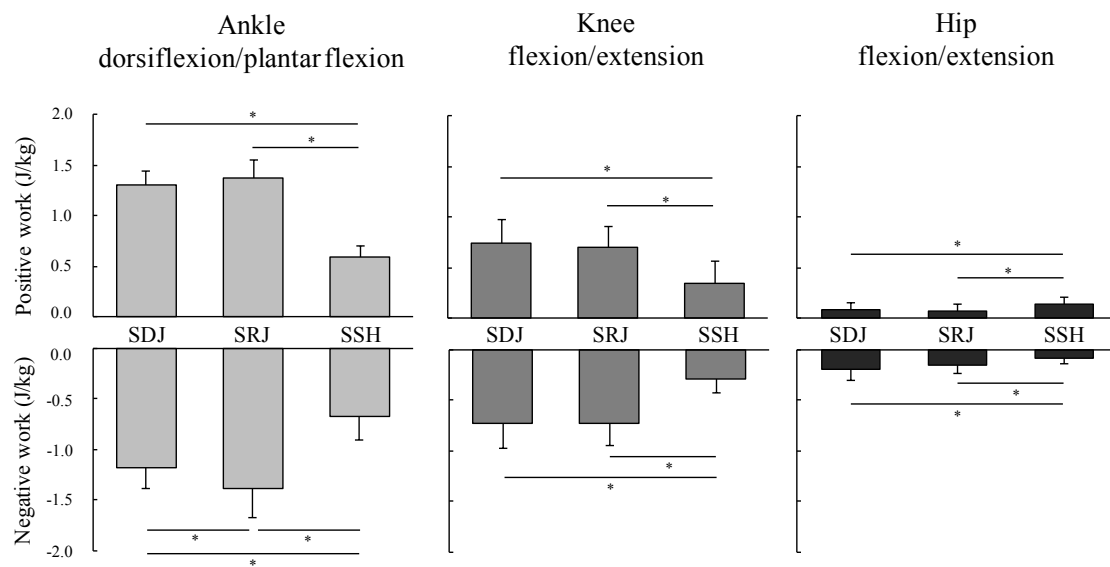 Ankle
dorsiflexion/plantar flexion
Knee
flexion/extension
Hip
flexion/extension
Positive work (J/kg)
2.0
1.5
1.0
0.5
0.0
*
*
*
*
*
*
SDJ SRJ SSH
SDJ SRJ SSH
SDJ SRJ SSH
Negative work (J/kg)
0.0
-0.5
-1.0
-1.5
-2.0
* *
*
*
*
*
*